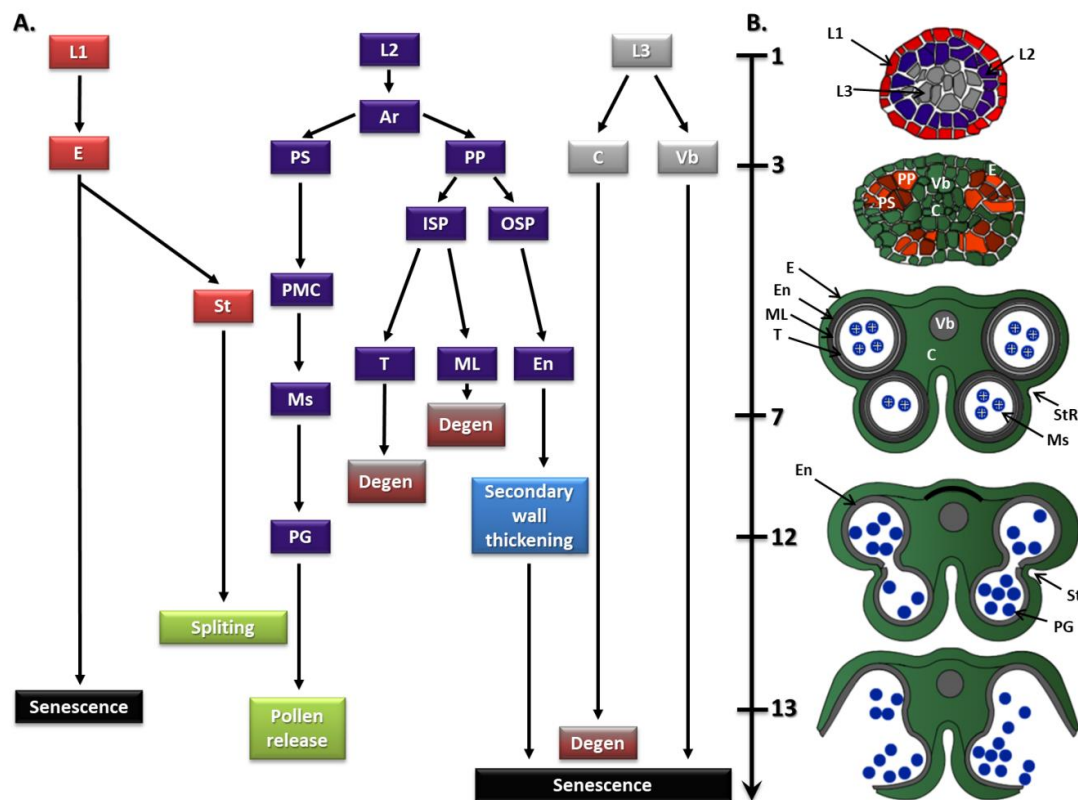 A.
L1
L2
L3
Ar
E
PS
PP
C
Vb
ISP
OSP
St
PMC
T
ML
En
Ms
Degen
Degen
Secondary
wall
thickening
PG
Spliting
Senescence
Pollen
release
Degen
Senescence
1
3
7
12
13
B.
L1
L2
L3
PP
Vb
E
PS
C
E
En
ML
T
Vb
C
StR
Ms
En
St
PG